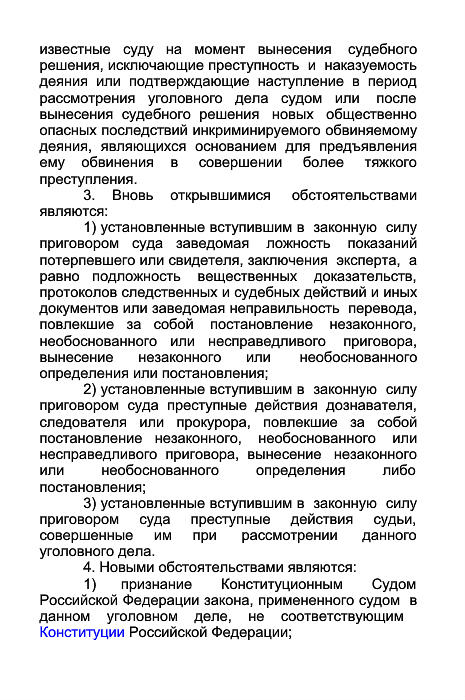 известные суду на момент вынесения судебного
решения, исключающие преступность и наказуемость
деяния или подтверждающие наступление в период
рассмотрения уголовного дела судом или после
вынесения судебного решения новых общественно
опасных последствий инкриминируемого обвиняемому
деяния, являющихся основанием для предъявления
ему обвинения в совершении более тяжкого
преступления.
3. Вновь открывшимися обстоятельствами
являются:
1) установленные вступившим в законную силу
приговором суда заведомая ложность показаний
потерпевшего или свидетеля, заключения эксперта, а
равно подложность вещественных доказательств,
протоколов следственных и судебных действий и иных
документов или заведомая неправильность перевода,
повлекшие за собой постановление незаконного,
необоснованного или несправедливого приговора,
вынесение незаконного или необоснованного
определения или постановления;
2) установленные вступившим в законную силу
приговором суда преступные действия дознавателя,
следователя или прокурора, повлекшие за собой
постановление незаконного, необоснованного или
несправедливого приговора, вынесение незаконного
или необоснованного определения либо
постановления;
3) установленные вступившим в законную силу
приговором суда преступные действия судьи,
совершенные им при рассмотрении данного
уголовного дела.
4. Новыми обстоятельствами являются:
1) признание Конституционным Судом
Российской Федерации закона, примененного судом в
данном уголовном деле, не соответствующим
Конституции Российской Федерации;